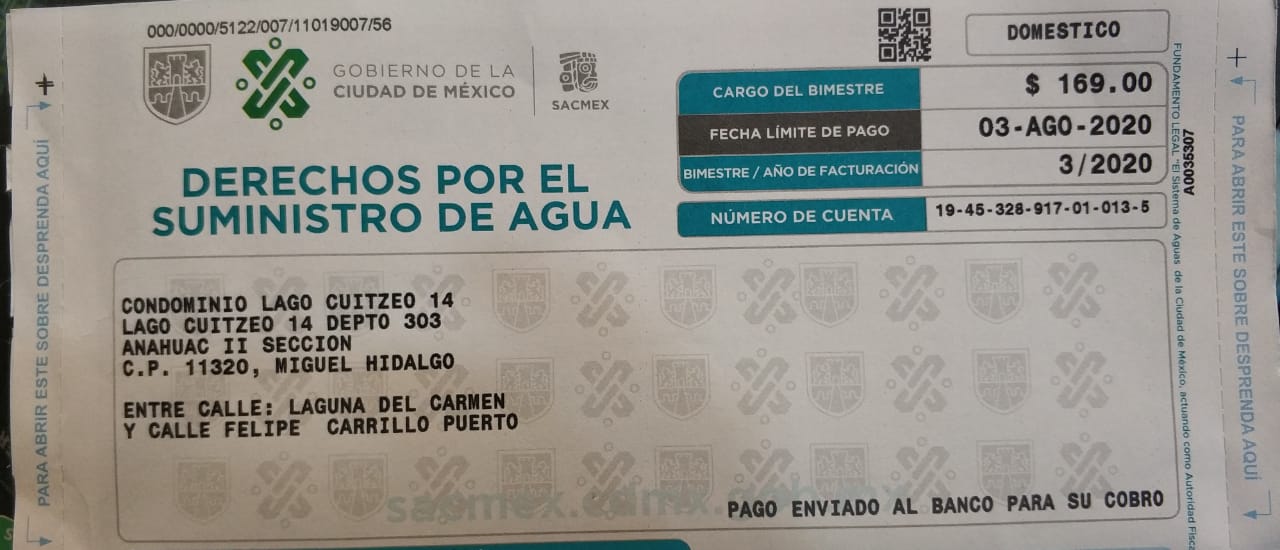 000/0000/5122/007/11019007/56
GOBIERNO DE LA
CIUDAD DE MÉXICO
SACMEX
DOMESTICO
CARGO DEL BIMESTRE $ 169.00
FECHA LÍMITE DE PAGO 03-AGO-2020
BIMESTRE / AÑO DE FACTURACIÓN 3/2020
NÚMERO DE CUENTA 19-45-328-917-01-013-5
DERECHOS POR EL
SUMINISTRO DE AGUA
CONDOMINIO LAGO CUITZEO 14
LAGO CUITZEO 14 DEPTO 303
ANAHUAC II SECCION
C.P. 11320, MIGUEL HIDALGO
ENTRE CALLE: LAGUNA DEL CARMEN
Y CALLE FELIPE CARRILLO PUERTO
sacmex.cdmx
PAGO ENVIADO AL BANCO PARA SU COBRO
PARA ABRIR ESTE SOBRE DESPRENDA AQUÍ
FUNDAMENTO LEGAL "El Sistema de Aguas de la Ciudad de México, actuando como Autoridad
A0035307
PARA ABRIR ESTE SOBRE DESPRENDA AQUÍ